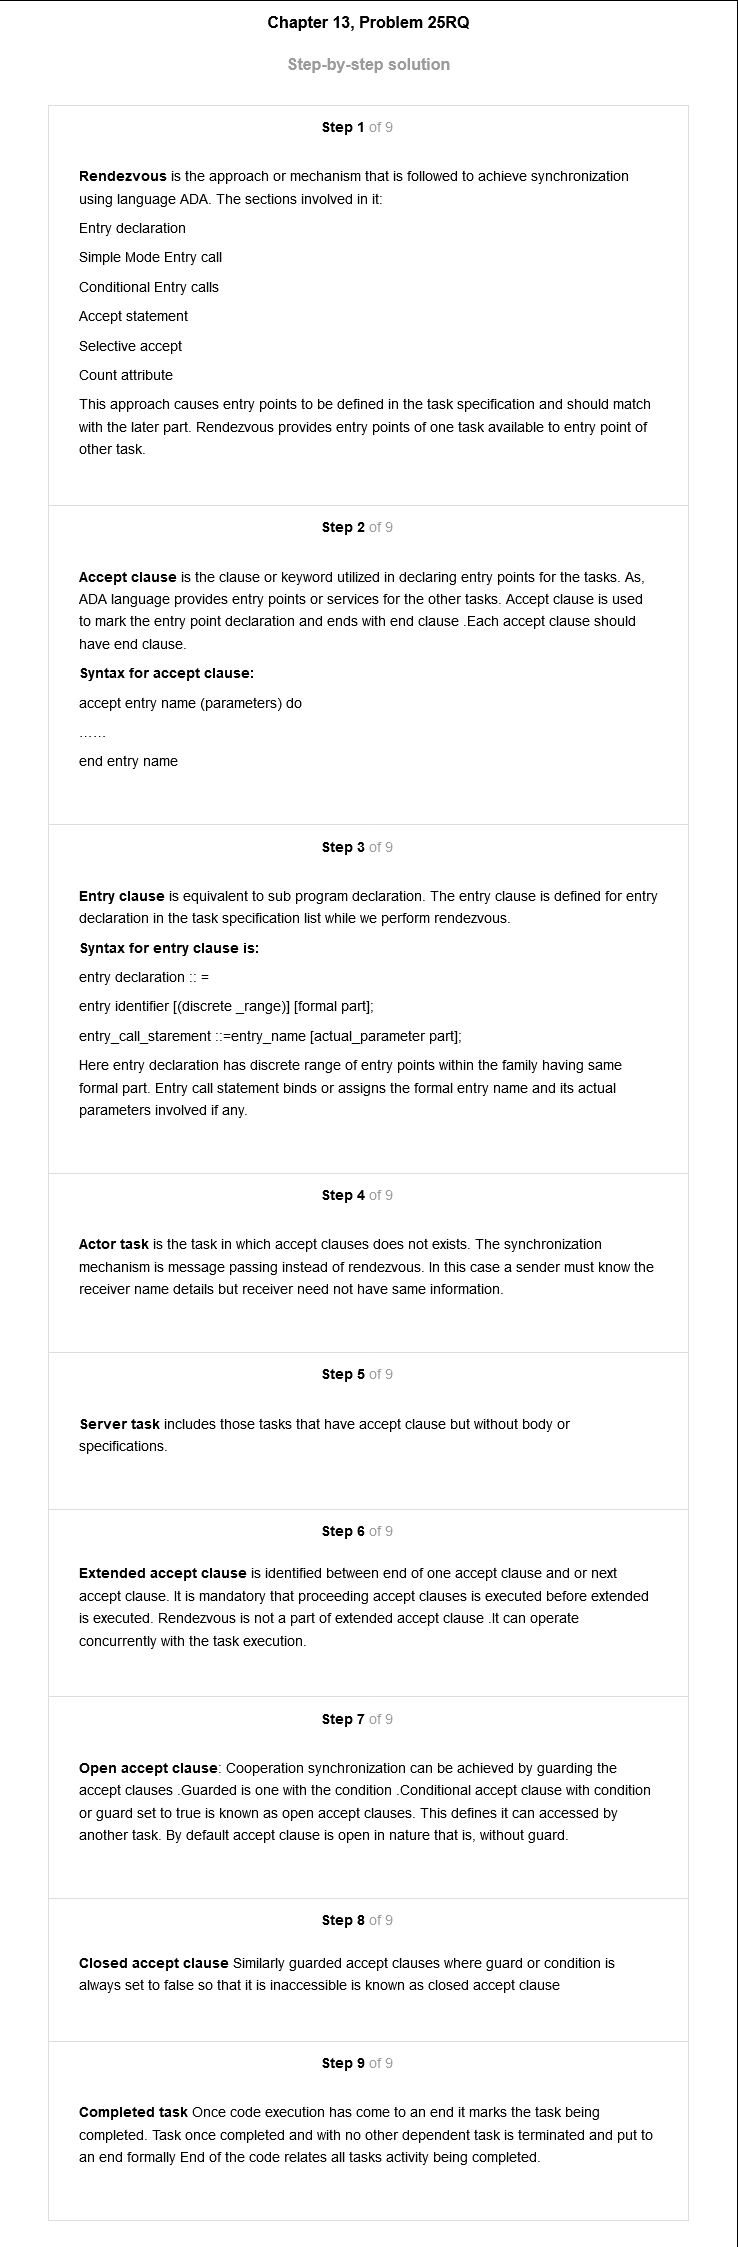 Chapter 13, Problem 25RQ
Step-by-step solution
Step 1 of 9
Rendezvous is the approach or mechanism that is followed to achieve synchronization
using language ADA. The sections involved in it:
Entry declaration
Simple Mode Entry call
Conditional Entry calls
Accept statement
Selective accept
Count attribute
This approach causes entry points to be defined in the task specification and should match
with the later part. Rendezvous provides entry points of one task available to entry point of
other task.
Step 2 of 9
Accept clause is the clause or keyword utilized in declaring entry points for the tasks. As,
ADA language provides entry points or services for the other tasks. Accept clause is used
to mark the entry point declaration and ends with end clause .Each accept clause should
have end clause.
Syntax for accept clause:
accept entry name (parameters) do
……
end entry name
Step 3 of 9
Entry clause is equivalent to sub program declaration. The entry clause is defined for entry
declaration in the task specification list while we perform rendezvous.
Syntax for entry clause is:
entry declaration :: =
entry identifier [(discrete _range)] [formal part];
entry_call_starement ::=entry_name [actual_parameter part];
Here entry declaration has discrete range of entry points within the family having same
formal part. Entry call statement binds or assigns the formal entry name and its actual
parameters involved if any.
Step 4 of 9
Actor task is the task in which accept clauses does not exists. The synchronization
mechanism is message passing instead of rendezvous. In this case a sender must know the
receiver name details but receiver need not have same information.
Step 5 of 9
Server task includes those tasks that have accept clause but without body or
specifications.
Step 6 of 9
Extended accept clause is identified between end of one accept clause and or next
accept clause. It is mandatory that proceeding accept clauses is executed before extended
is executed. Rendezvous is not a part of extended accept clause .It can operate
concurrently with the task execution.
Step 7 of 9
Open accept clause: Cooperation synchronization can be achieved by guarding the
accept clauses .Guarded is one with the condition .Conditional accept clause with condition
or guard set to true is known as open accept clauses. This defines it can accessed by
another task. By default accept clause is open in nature that is, without guard.
Step 8 of 9
Closed accept clause Similarly guarded accept clauses where guard or condition is
always set to false so that it is inaccessible is known as closed accept clause
Step 9 of 9
Completed task Once code execution has come to an end it marks the task being
completed. Task once completed and with no other dependent task is terminated and put to
an end formally End of the code relates all tasks activity being completed.